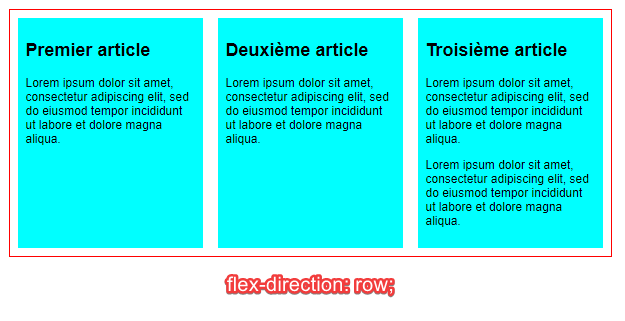 Premier article
Lorem ipsum dolor sit amet,
consectetur adipiscing elit, sed
do eiusmod tempor incididunt
ut labore et dolore magna
aliqua.
Deuxième article
Lorem ipsum dolor sit amet,
consectetur adipiscing elit, sed
do eiusmod tempor incididunt
ut labore et dolore magna
aliqua.
Troisième article
Lorem ipsum dolor sit amet,
consectetur adipiscing elit, sed
do eiusmod tempor incididunt
ut labore et dolore magna
aliqua.
Lorem ipsum dolor sit amet,
consectetur adipiscing elit, sed
do eiusmod tempor incididunt
ut labore et dolore magna
aliqua.
flex-direction: row;